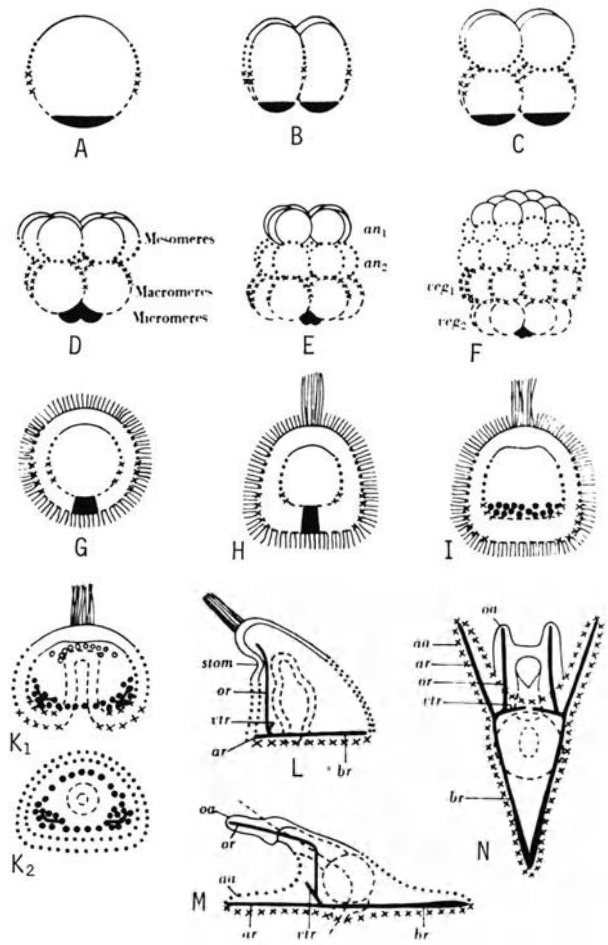 A
B
C
Mesomeres
Macromeres
Micromeres
D
an₁
an₂
E
veg₁
veg₂
F
G
H
I
K₁
K₂
stom
or
vtr
ar
br
L
oa
or
aa
ar
vtr
br
M
oa
aa
ar
or
vtr
br
N